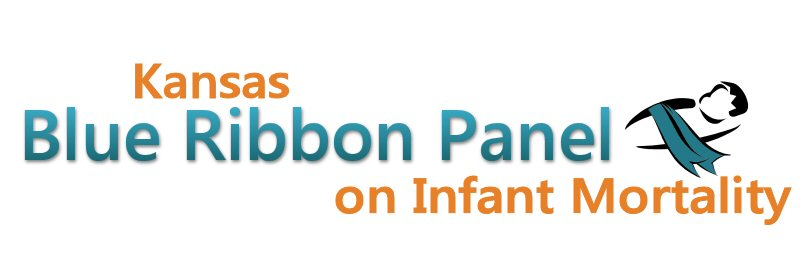 Kansas
Blue Ribbon Panel
on Infant Mortality